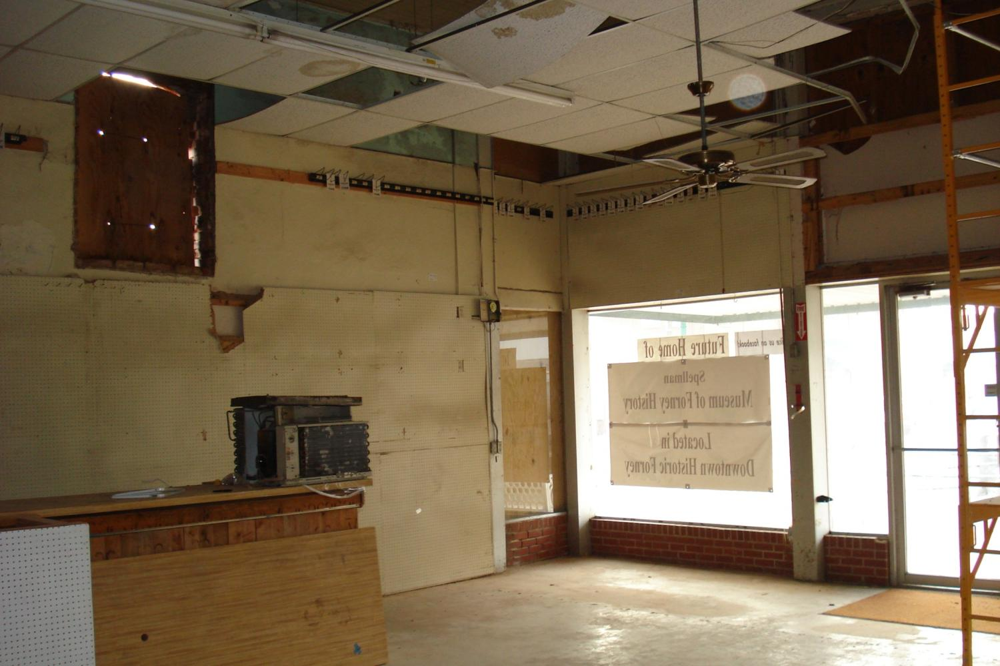 Future Home of
us on facebook!
Spellman
Museum of Forney History
Located in
Downtown Historic Forney